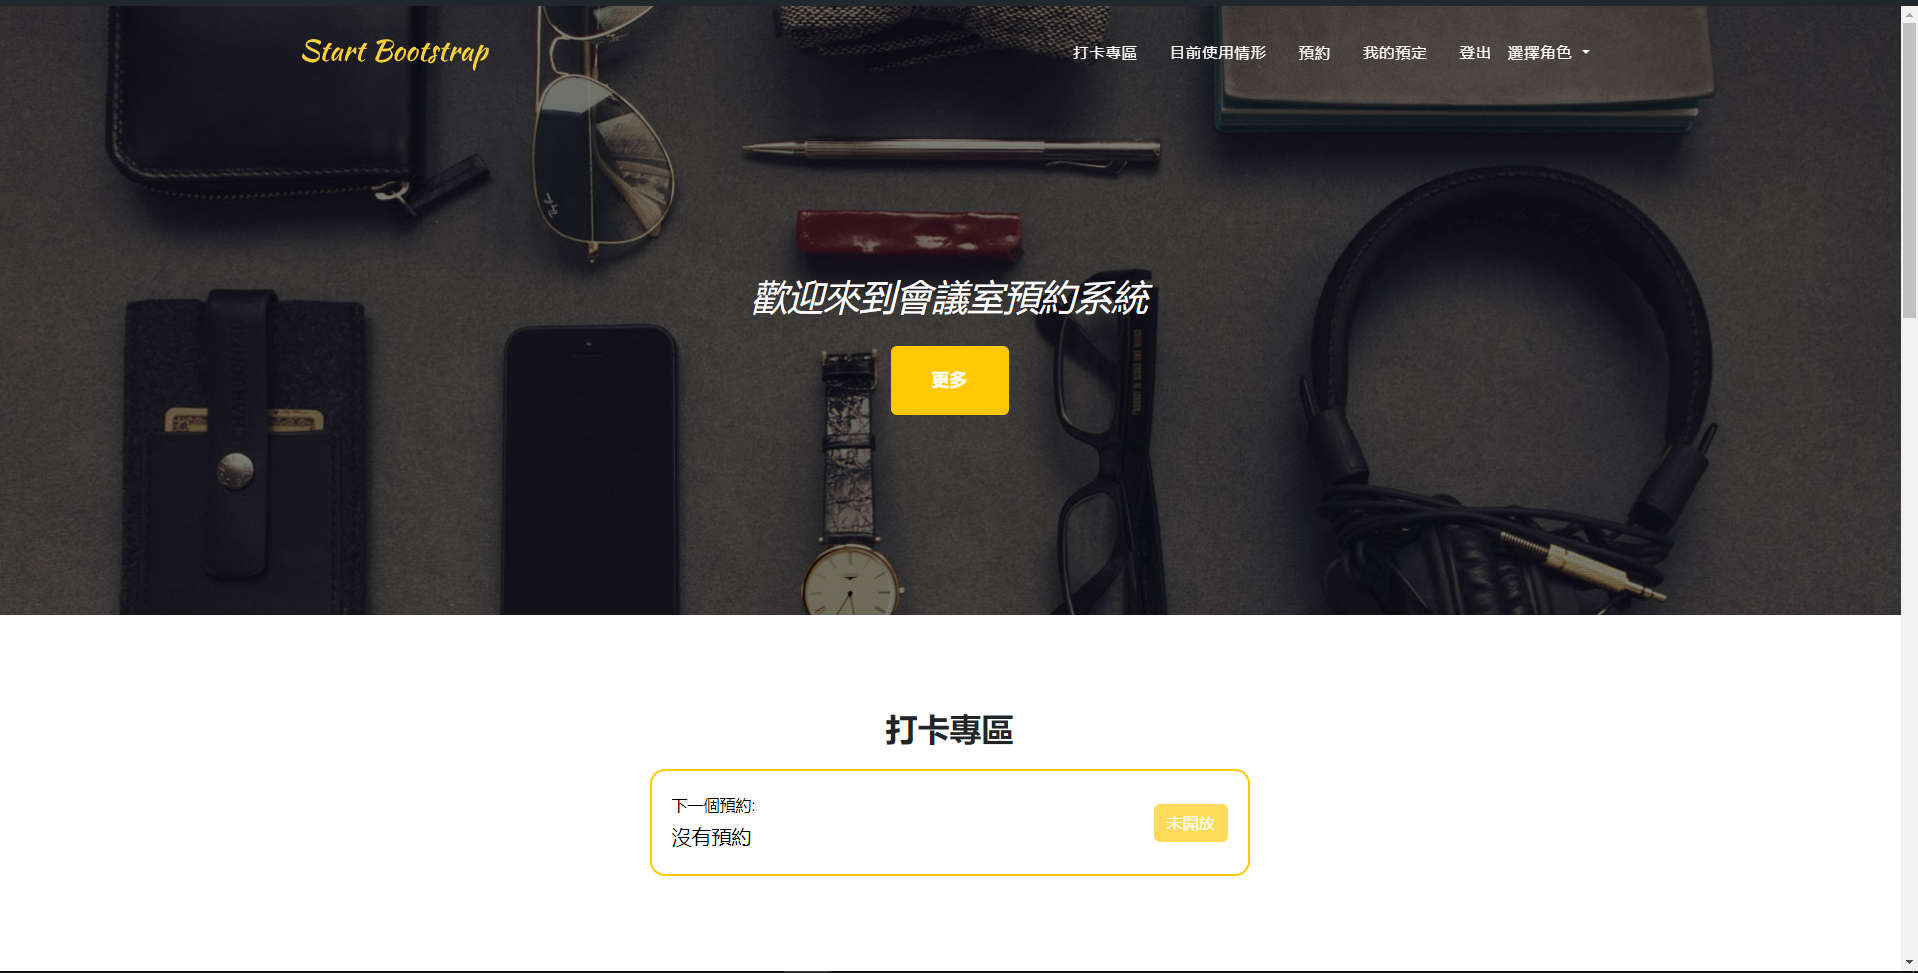 Start Bootstrap
打卡專區 目前使用情形 預約 我的預定 登出 選擇角色
歡迎來到會議室預約系統
更多
打卡專區
下一個預約:
沒有預約
未開放